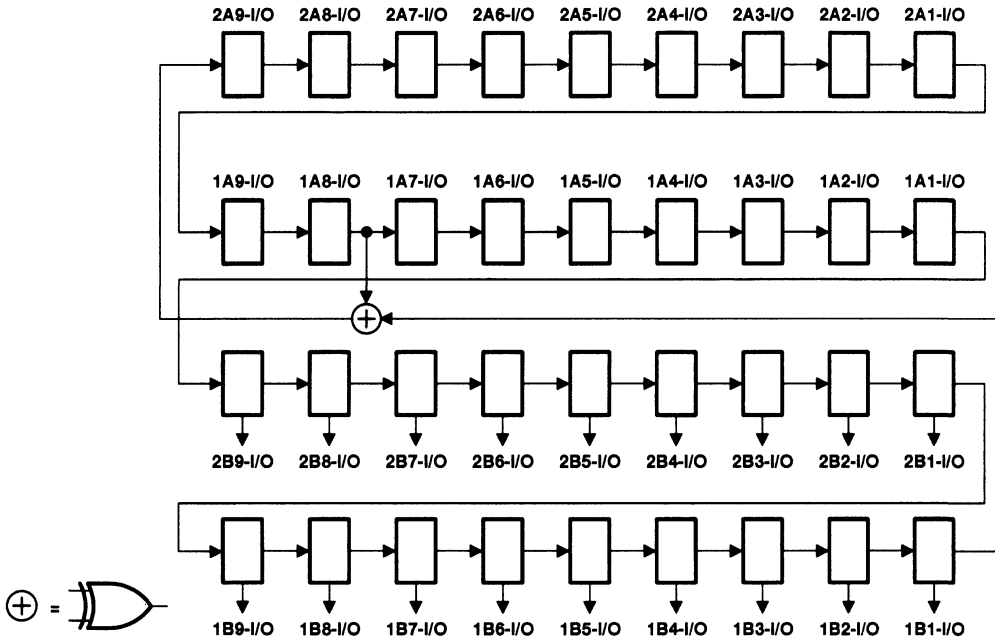 2A9-I/O 2A8-I/O 2A7-I/O 2A6-I/O 2A5-I/O 2A4-I/O 2A3-I/O 2A2-I/O 2A1-I/O
1A9-I/O 1A8-I/O 1A7-I/O 1A6-I/O 1A5-I/O 1A4-I/O 1A3-I/O 1A2-I/O 1A1-I/O
+
2B9-I/O 2B8-I/O 2B7-I/O 2B6-I/O 2B5-I/O 2B4-I/O 2B3-I/O 2B2-I/O 2B1-I/O
+ =
1B9-I/O 1B8-I/O 1B7-I/O 1B6-I/O 1B5-I/O 1B4-I/O 1B3-I/O 1B2-I/O 1B1-I/O